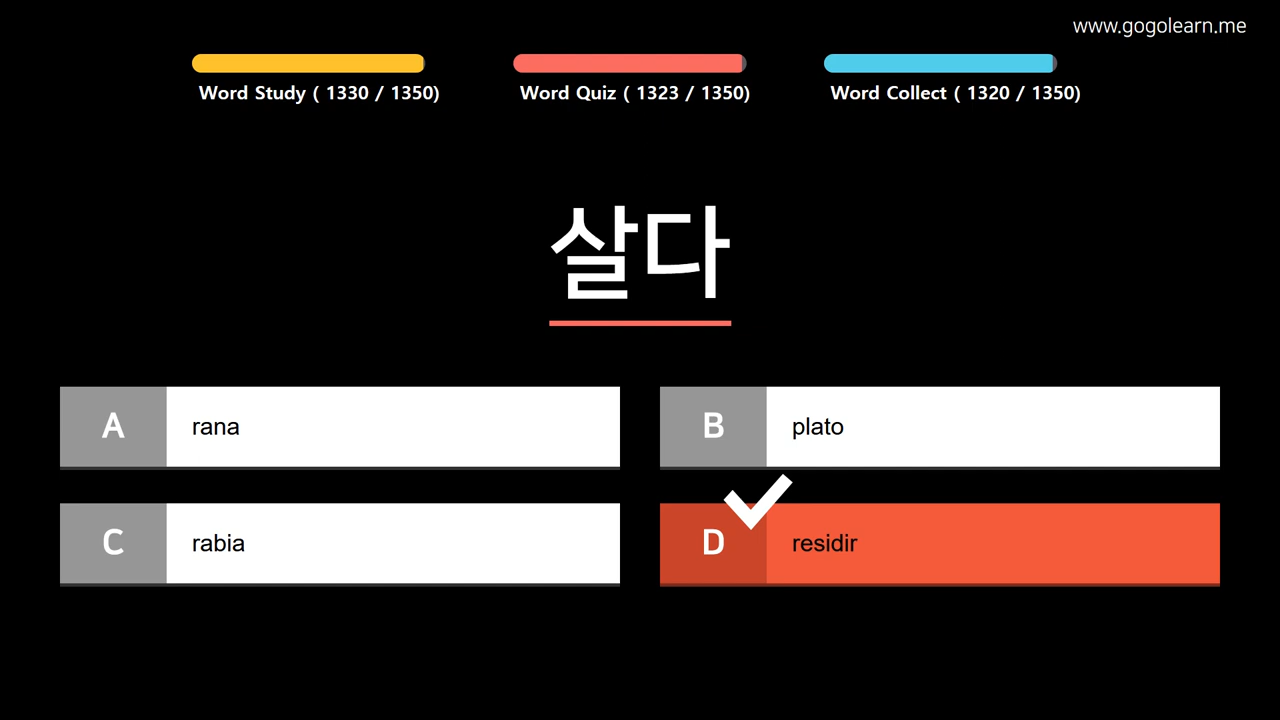 www.gogolearn.me
Word Study ( 1330 / 1350)
Word Quiz ( 1323 / 1350)
Word Collect ( 1320 / 1350)
살다
A rana
B plato
C rabia
D residir